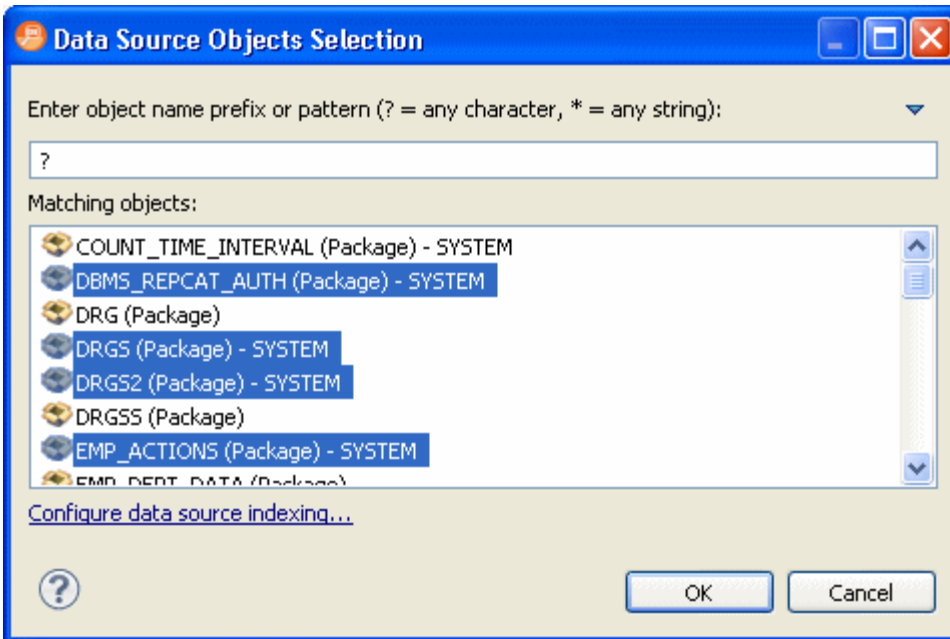 Data Source Objects Selection
Enter object name prefix or pattern (? = any character, * = any string):
?
Matching objects:
COUNT_TIME_INTERVAL (Package) - SYSTEM
DBMS_REPCAT_AUTH (Package) - SYSTEM
DRG (Package)
DRGS (Package) - SYSTEM
DRGS2 (Package) - SYSTEM
DRGSS (Package)
EMP_ACTIONS (Package) - SYSTEM
EMP_DEPT_DATA (Package)
Configure data source indexing...
?
OK Cancel